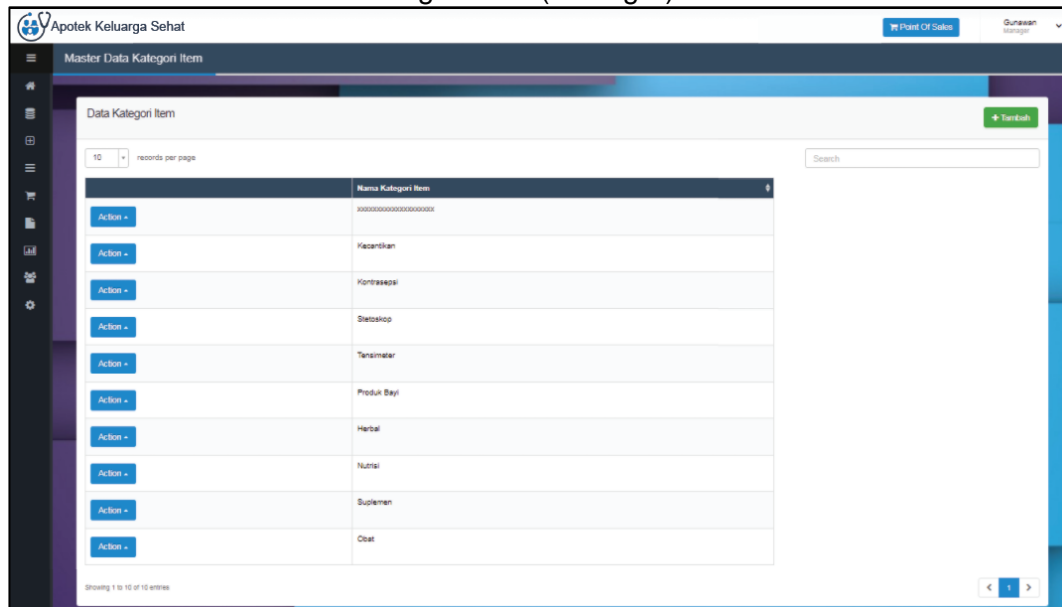 Apotek Keluarga Sehat
Point Of Sales
Gunawan
Manager
Master Data Kategori Item
Data Kategori Item
+ Tambah
10 records per page
Search
Nama Kategori Item
Action
Action
Kecantikan
Action
Kontrasepsi
Action
Stetoskop
Action
Tensimeter
Action
Produk Bayi
Action
Herbal
Action
Nutrisi
Action
Suplemen
Action
Obat
Showing 1 to 10 of 10 entries
< 1 >